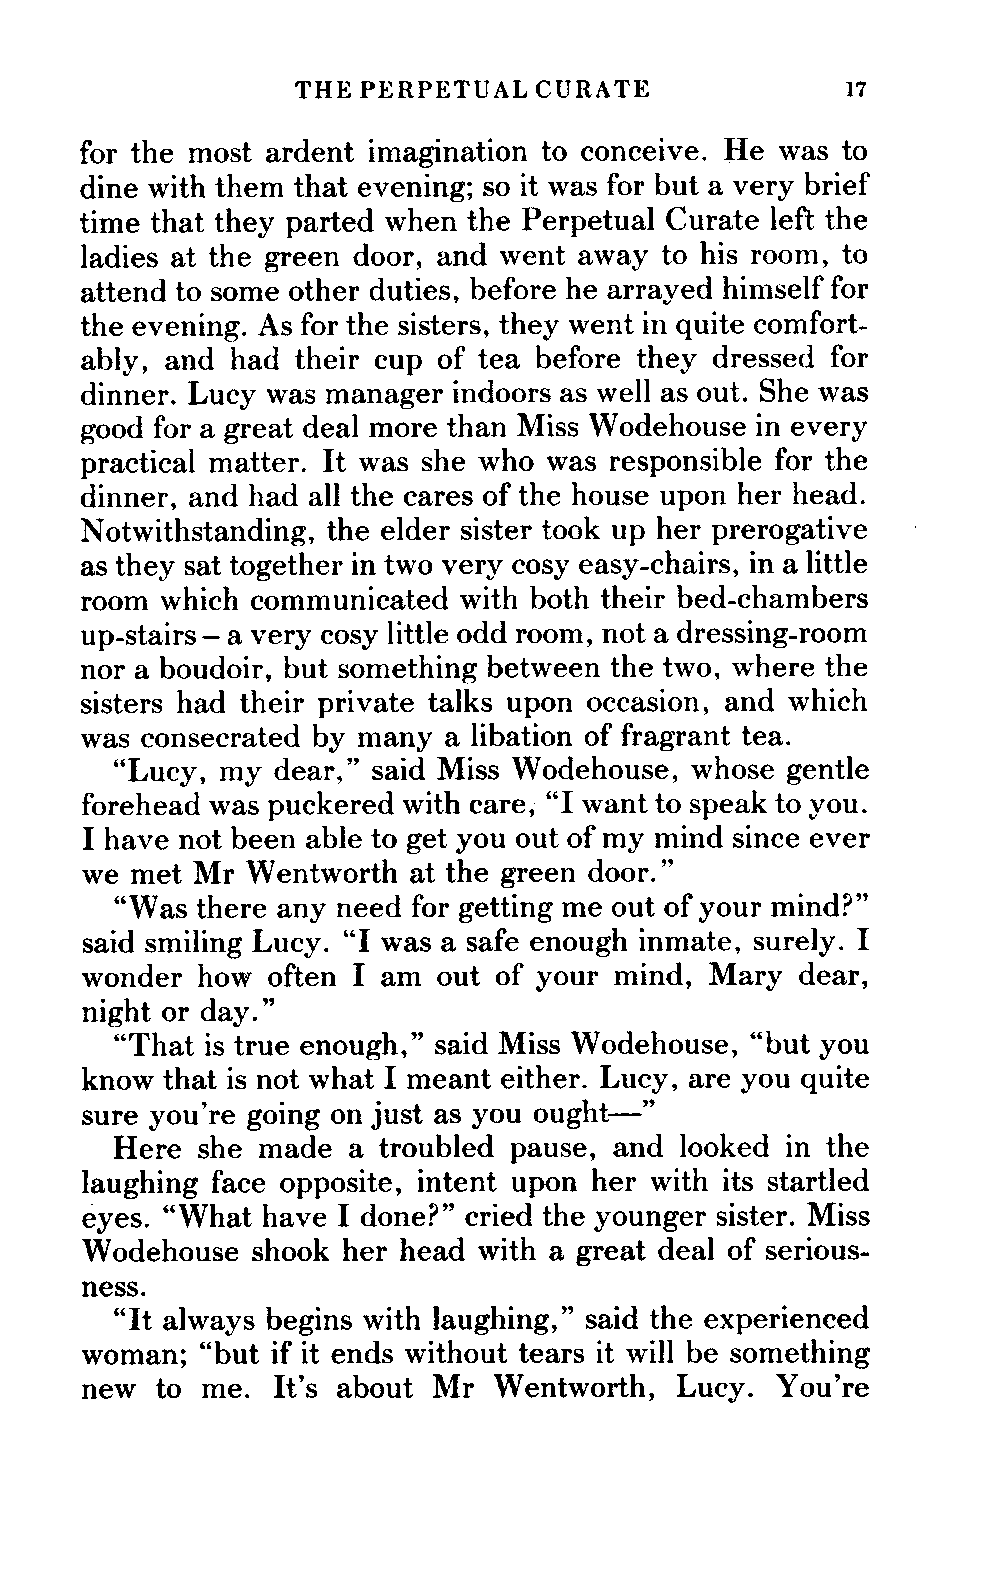 THE PERPETUAL CURATE 17
for the most ardent imagination to conceive. He was to
dine with them that evening; so it was for but a very brief
time that they parted when the Perpetual Curate left the
ladies at the green door, and went away to his room, to
attend to some other duties, before he arrayed himself for
the evening. As for the sisters, they went in quite comfort-
ably, and had their cup of tea before they dressed for
dinner. Lucy was manager indoors as well as out. She was
good for a great deal more than Miss Wodehouse in every
practical matter. It was she who was responsible for the
dinner, and had all the cares of the house upon her head.
Notwithstanding, the elder sister took up her prerogative
as they sat together in two very cosy easy-chairs, in a little
room which communicated with both their bed-chambers
up-stairs – a very cosy little odd room, not a dressing-room
nor a boudoir, but something between the two, where the
sisters had their private talks upon occasion, and which
was consecrated by many a libation of fragrant tea.
“Lucy, my dear,” said Miss Wodehouse, whose gentle
forehead was puckered with care, “I want to speak to you.
I have not been able to get you out of my mind since ever
we met Mr Wentworth at the green door.”
“Was there any need for getting me out of your mind?”
said smiling Lucy. “I was a safe enough inmate, surely. I
wonder how often I am out of your mind, Mary dear,
night or day.”
“That is true enough,” said Miss Wodehouse, “but you
know that is not what I meant either. Lucy, are you quite
sure you’re going on just as you ought—”
Here she made a troubled pause, and looked in the
laughing face opposite, intent upon her with its startled
eyes. “What have I done?” cried the younger sister. Miss
Wodehouse shook her head with a great deal of serious-
ness.
“It always begins with laughing,” said the experienced
woman; “but if it ends without tears it will be something
new to me. It’s about Mr Wentworth, Lucy. You’re